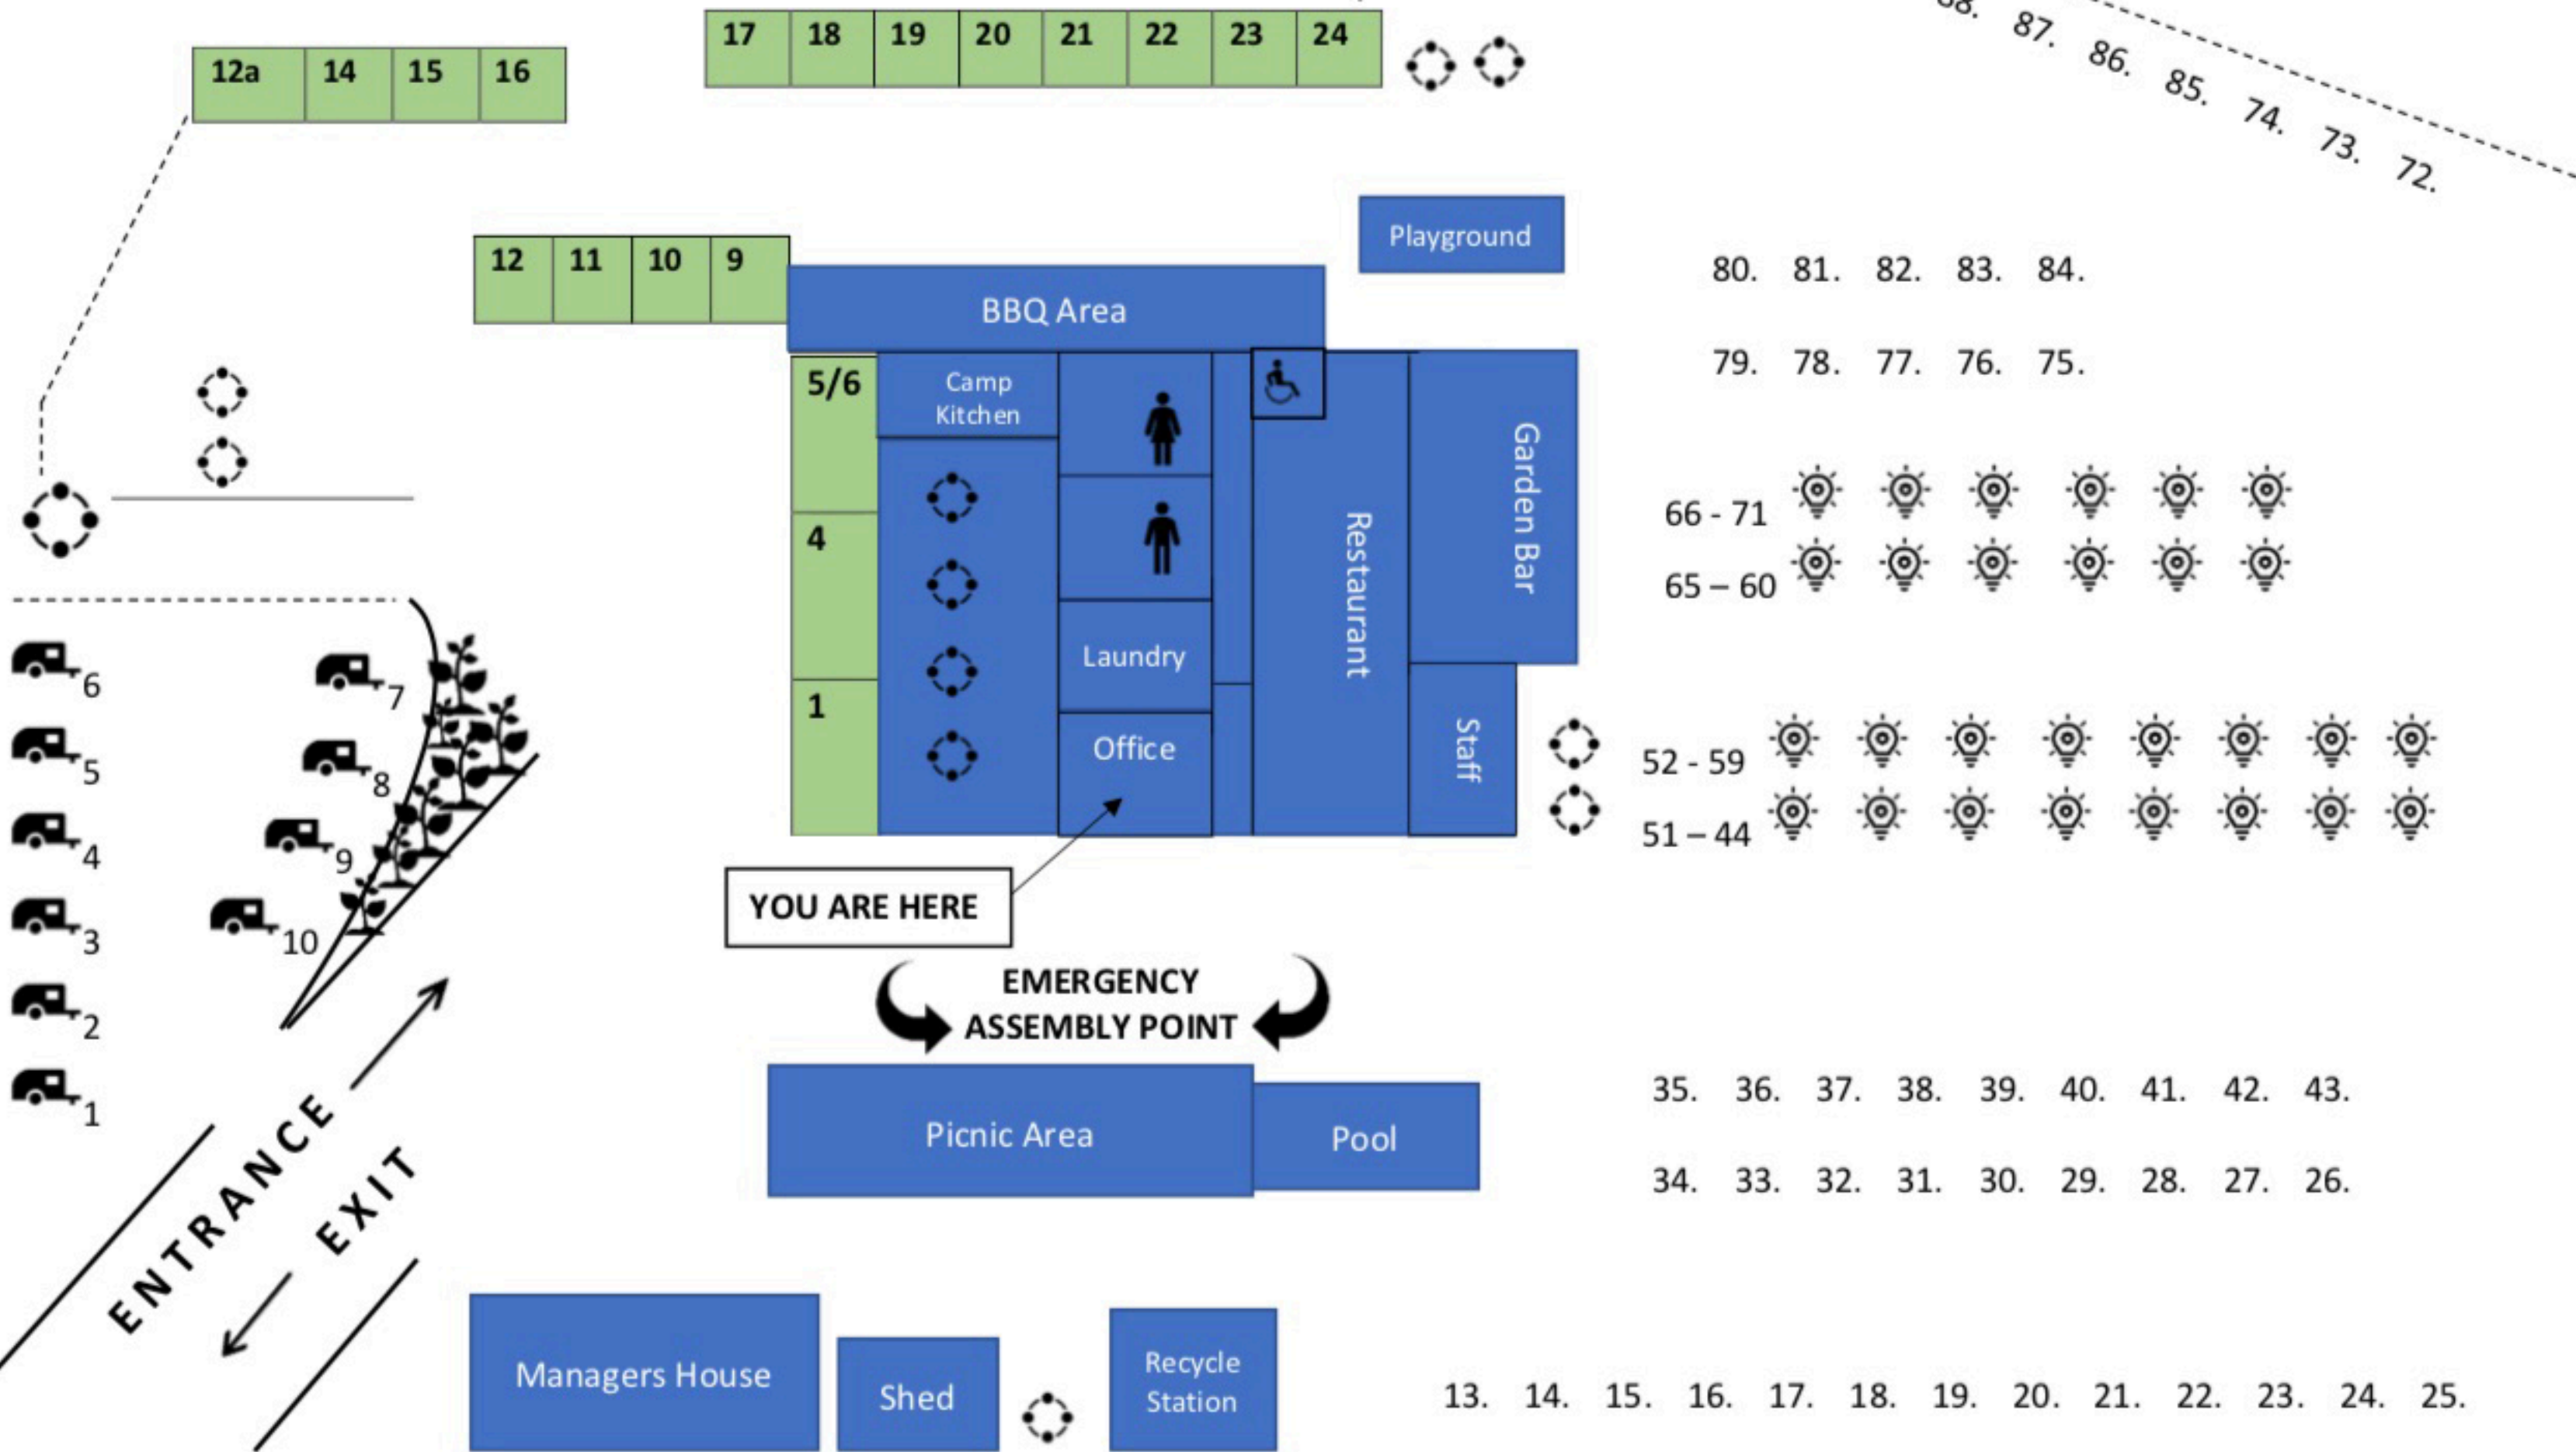 17 18 19 20 21 22 23 24
12a 14 15 16
87. 86. 85. 74. 73. 72.
Playground
12 11 10 9
BBQ Area
80. 81. 82. 83. 84.
79. 78. 77. 76. 75.
5/6
Camp
Kitchen
4
1
Laundry
Office
Restaurant
Garden Bar
Staff
66 - 71
65 – 60
52 - 59
51 – 44
6
5
4
3
2
1
7
8
9
10
YOU ARE HERE
EMERGENCY
ASSEMBLY POINT
Picnic Area
Pool
35. 36. 37. 38. 39. 40. 41. 42. 43.
34. 33. 32. 31. 30. 29. 28. 27. 26.
ENTRANCE
EXIT
Managers House
Shed
Recycle
Station
13. 14. 15. 16. 17. 18. 19. 20. 21. 22. 23. 24. 25.